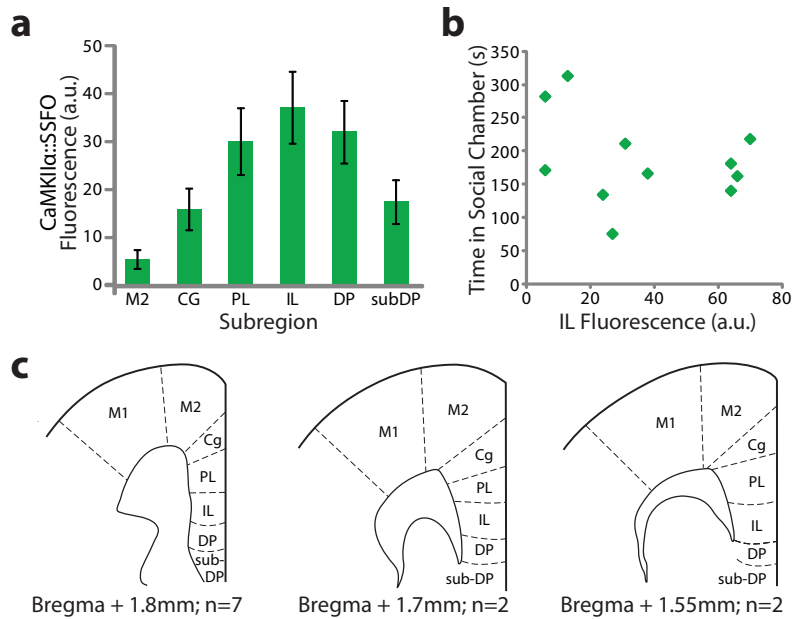 a
CaMKIIα::SSFO
Fluorescence (a.u.)
50
40
30
20
10
0
M2 CG PL IL DP subDP
Subregion
b
Time in Social Chamber (s)
350
300
250
200
150
100
50
0
0 20 40 60 80
IL Fluorescence (a.u.)
c
M1 M2
Cg
PL
IL
DP
sub-
DP
Bregma + 1.8mm; n=7
M1 M2
Cg
PL
IL
DP
sub-DP
Bregma + 1.7mm; n=2
M1 M2
Cg
PL
IL
DP
sub-DP
Bregma + 1.55mm; n=2